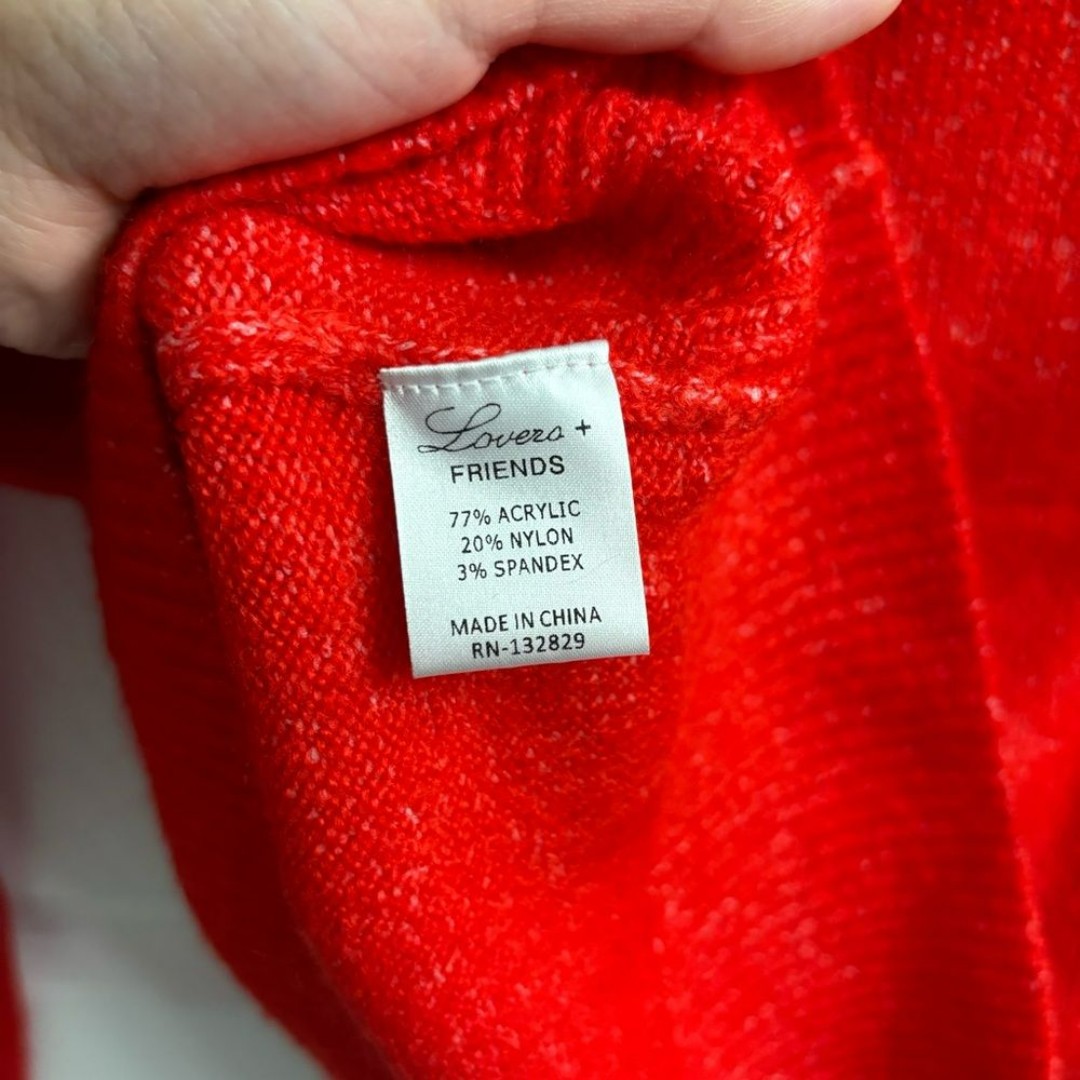 Lovers +
FRIENDS
77% ACRYLIC
20% NYLON
3% SPANDEX
MADE IN CHINA
RN-132829